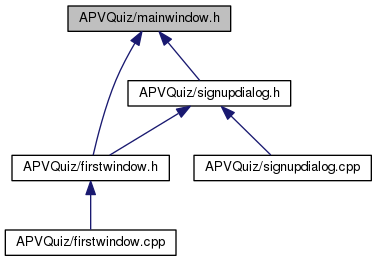 APVQuiz/mainwindow.h
APVQuiz/signupdialog.h
APVQuiz/firstwindow.h
APVQuiz/signupdialog.cpp
APVQuiz/firstwindow.cpp